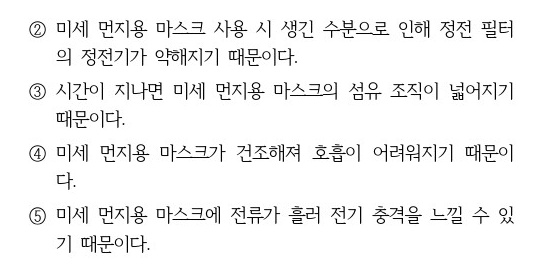 ② 미세 먼지용 마스크 사용 시 생긴 수분으로 인해 정전 필터
의 정전기가 약해지기 때문이다.
③ 시간이 지나면 미세 먼지용 마스크의 섬유 조직이 넓어지기
때문이다.
④ 미세 먼지용 마스크가 건조해져 호흡이 어려워지기 때문이
다.
⑤ 미세 먼지용 마스크에 전류가 흘러 전기 충격을 느낄 수 있
기 때문이다.